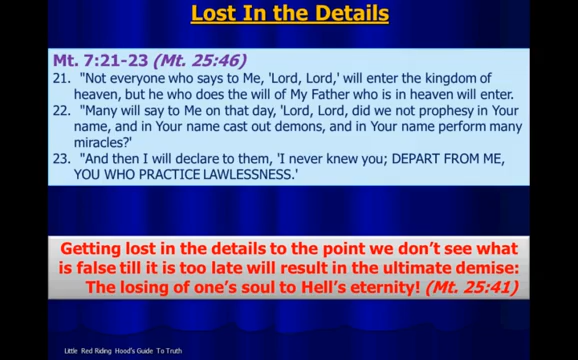 Lost In the Details
Mt. 7:21-23 (Mt. 25:46)
21. "Not everyone who says to Me, 'Lord, Lord,' will enter the kingdom of
heaven, but he who does the will of My Father who is in heaven will enter.
22. "Many will say to Me on that day, 'Lord, Lord, did we not prophesy in Your
name, and in Your name cast out demons, and in Your name perform many
miracles?'
23. "And then I will declare to them, 'I never knew you; DEPART FROM ME,
YOU WHO PRACTICE LAWLESSNESS.'
Getting lost in the details to the point we don't see what
is false till it is too late will result in the ultimate demise:
The losing of one's soul to Hell's eternity! (Mt. 25:41)
Little Red Riding Hood's Guide To Truth